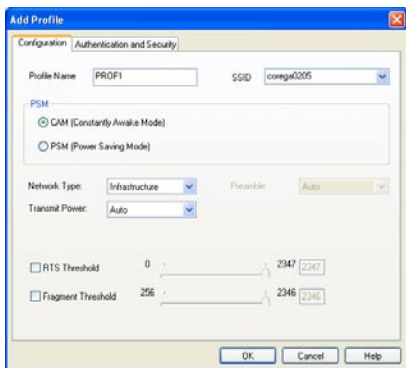 Add Profile
Configuration Authentication and Security
Profile Name PROF1 SSID corega0205
PSM
CAM (Constantly Awake Mode)
PSM (Power Saving Mode)
Network Type: Infrastructure Preamble: Auto
Transmit Power: Auto
RTS Threshold 0 2347 2347
Fragment Threshold 256 2346 2346
OK Cancel Help